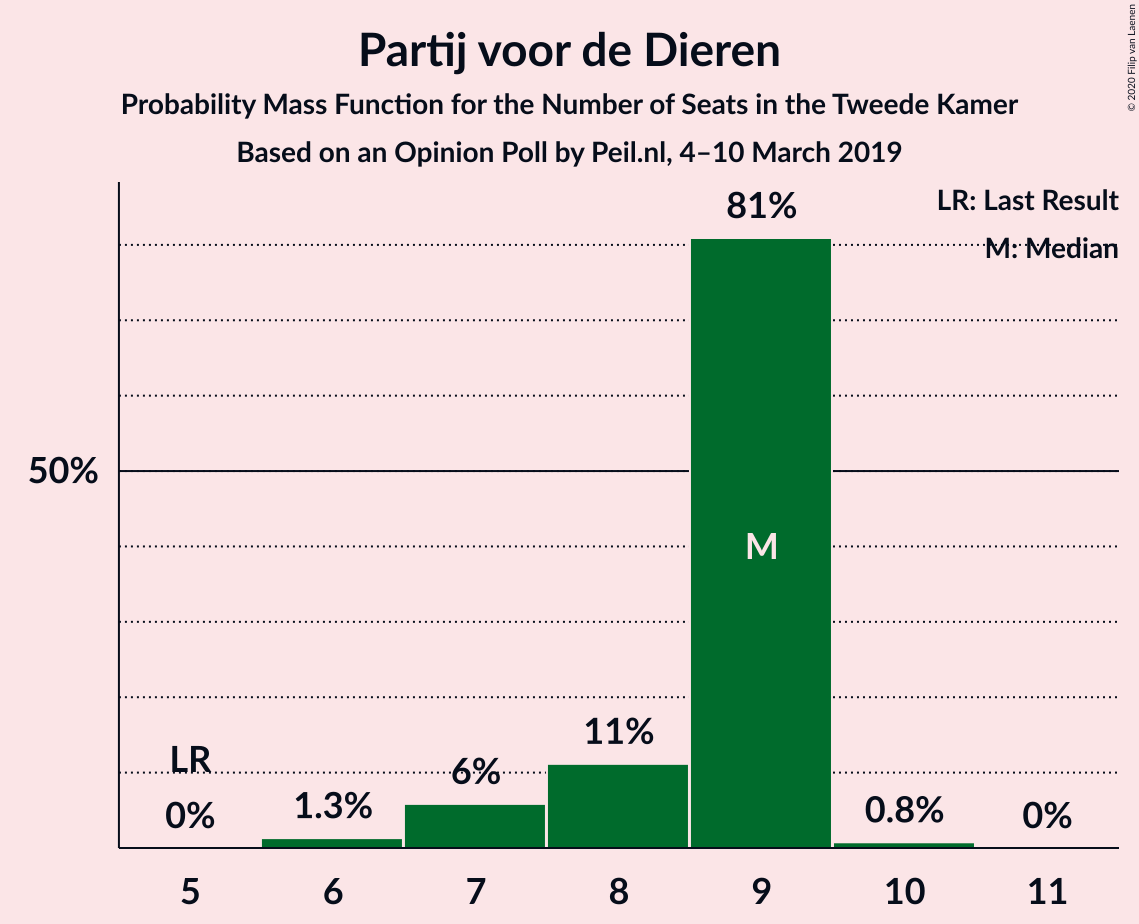 Partij voor de Dieren
Probability Mass Function for the Number of Seats in the Tweede Kamer
Based on an Opinion Poll by Peil.nl, 4–10 March 2019
© 2020 Filip van Laenen
LR: Last Result
M: Median
81%
50%
M
11%
LR
6%
1.3%
0.8%
0%
0%
5 6 7 8 9 10 11